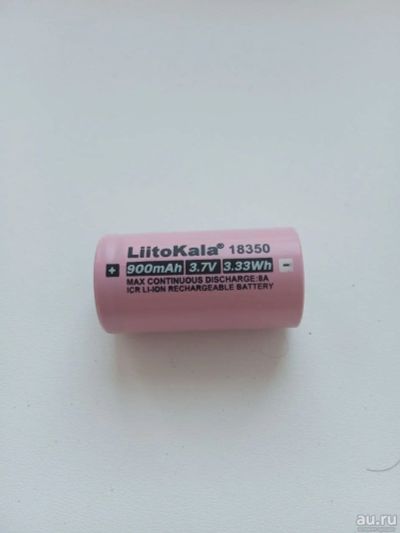 LiitoKala® 18350
+ 900mAh 3.7V 3.33Wh -
MAX CONTINUOUS DISCHARGE:8A
ICR LI-ION RECHARGEABLE BATTERY
au.ru